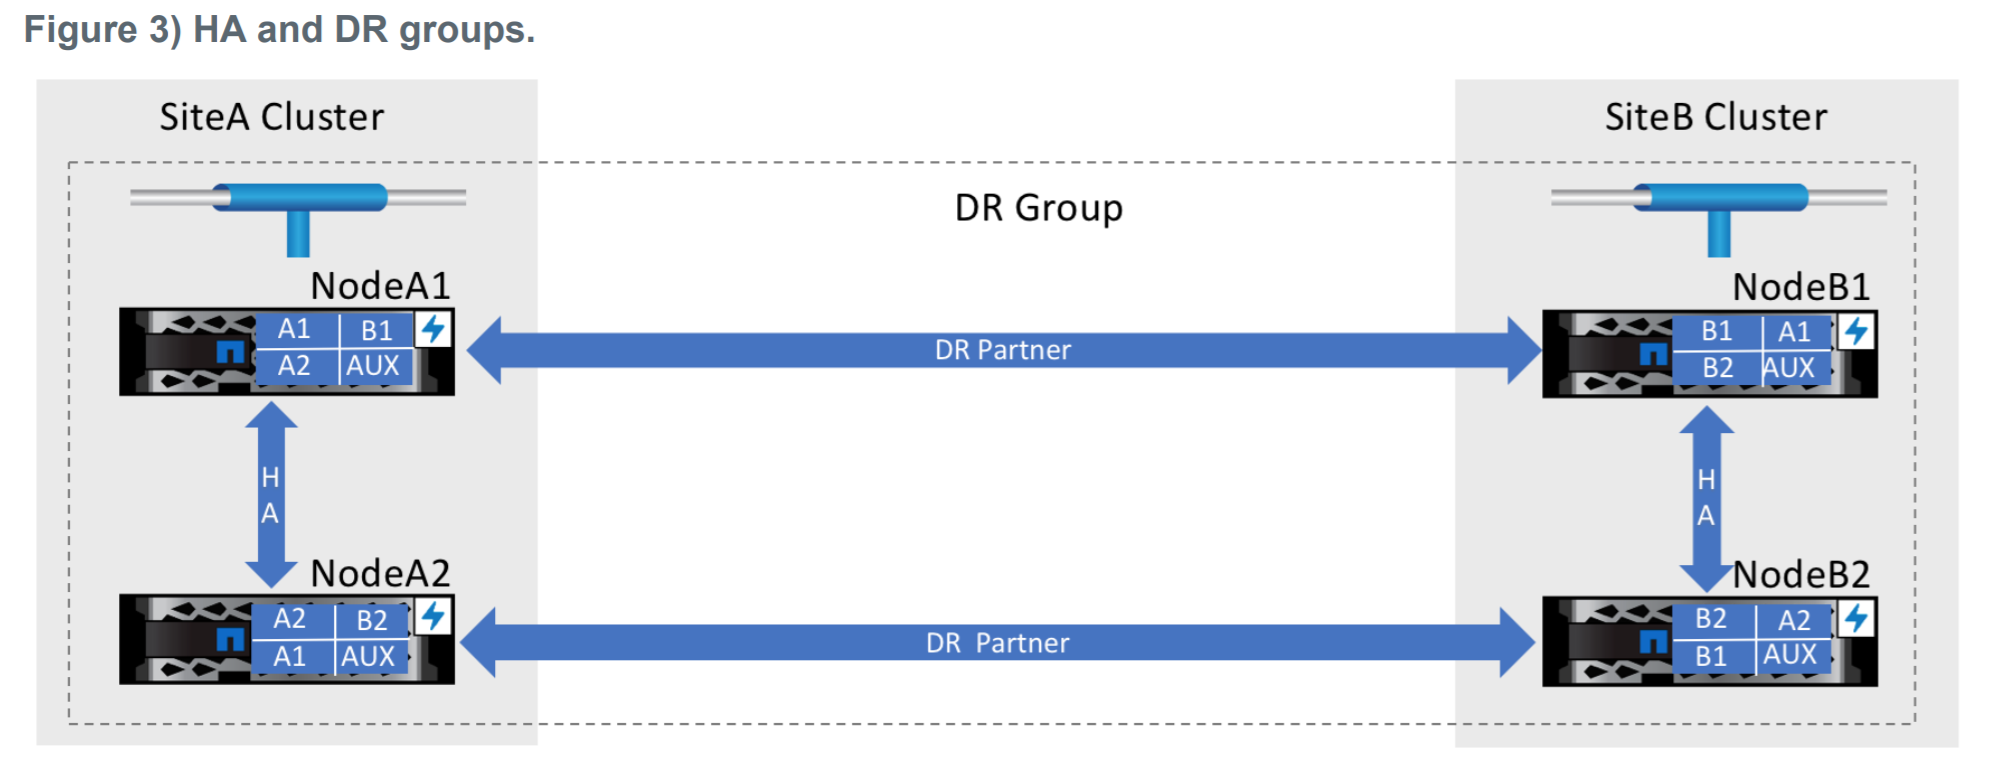 Figure 3) HA and DR groups.
SiteA Cluster
SiteB Cluster
DR Group
NodeA1
NodeB1
A1 B1
A2 AUX
DR Partner
B1 A1
B2 AUX
H
A
H
A
NodeA2
NodeB2
A2 B2
A1 AUX
DR Partner
B2 A2
B1 AUX